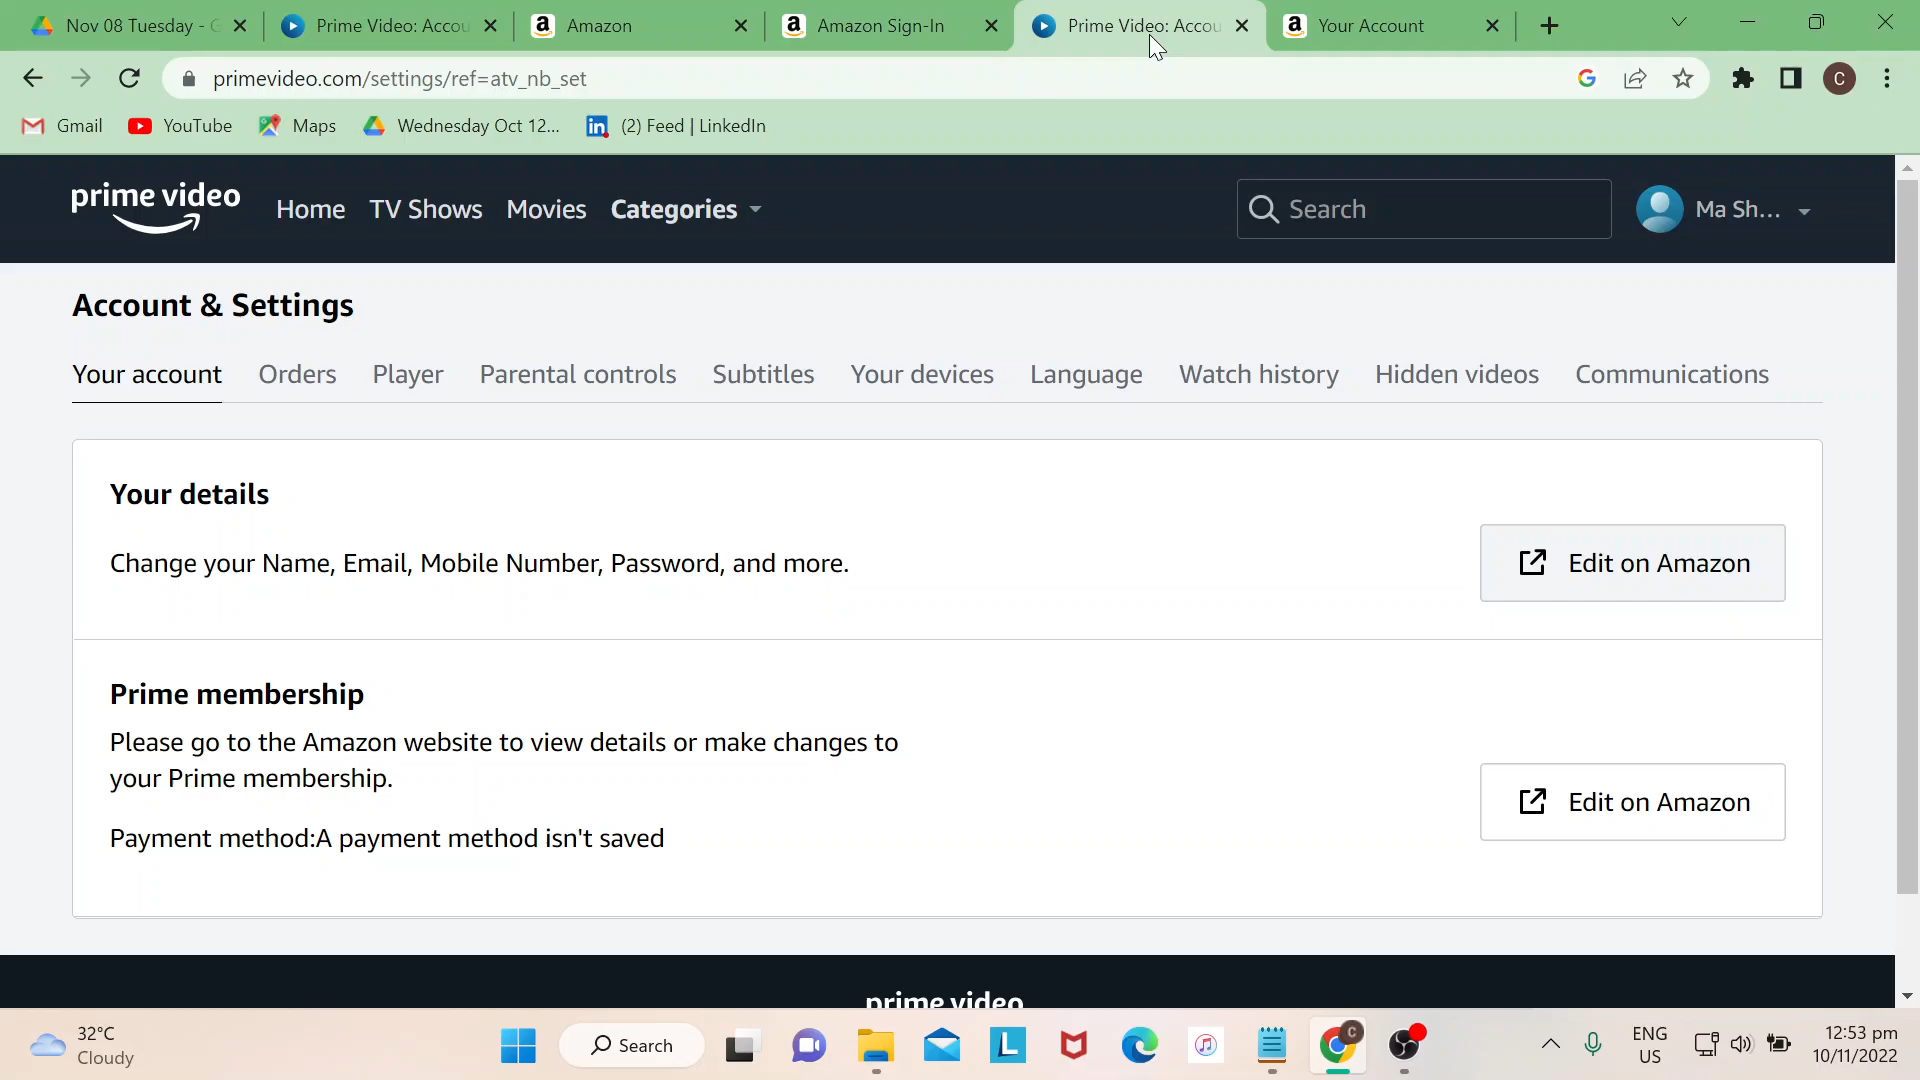 Nov 08 Tuesday - G
Prime Video: Accou
Amazon
Amazon Sign-In
Prime Video: Accou
Your Account
primevideo.com/settings/ref=atv_nb_set
C
Gmail
YouTube
Maps
Wednesday Oct 12...
(2) Feed | LinkedIn
prime video
Home
TV Shows
Movies
Categories
Search
Ma Sh...
Account & Settings
Your account
Orders
Player
Parental controls
Subtitles
Your devices
Language
Watch history
Hidden videos
Communications
Your details
Change your Name, Email, Mobile Number, Password, and more.
Edit on Amazon
Prime membership
Please go to the Amazon website to view details or make changes to
your Prime membership.
Edit on Amazon
Payment method:A payment method isn't saved
prime video
32°C
Cloudy
Search
ENG
US
12:53 pm
10/11/2022